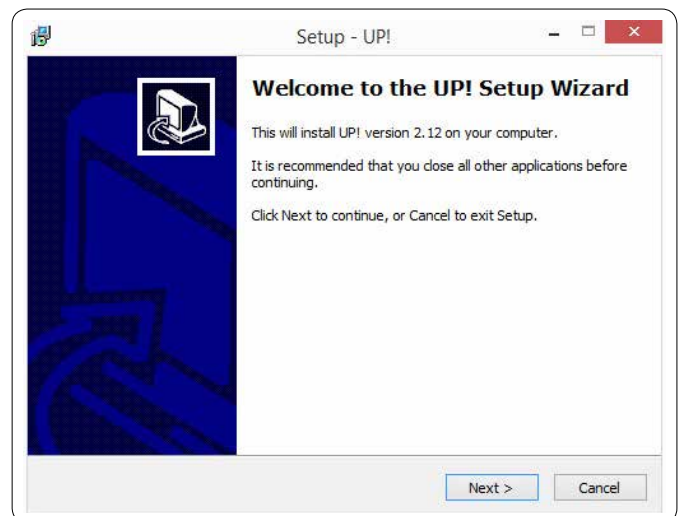 Setup - UP!
Welcome to the UP! Setup Wizard
This will install UP! version 2.12 on your computer.
It is recommended that you close all other applications before
continuing.
Click Next to continue, or Cancel to exit Setup.
Next >
Cancel